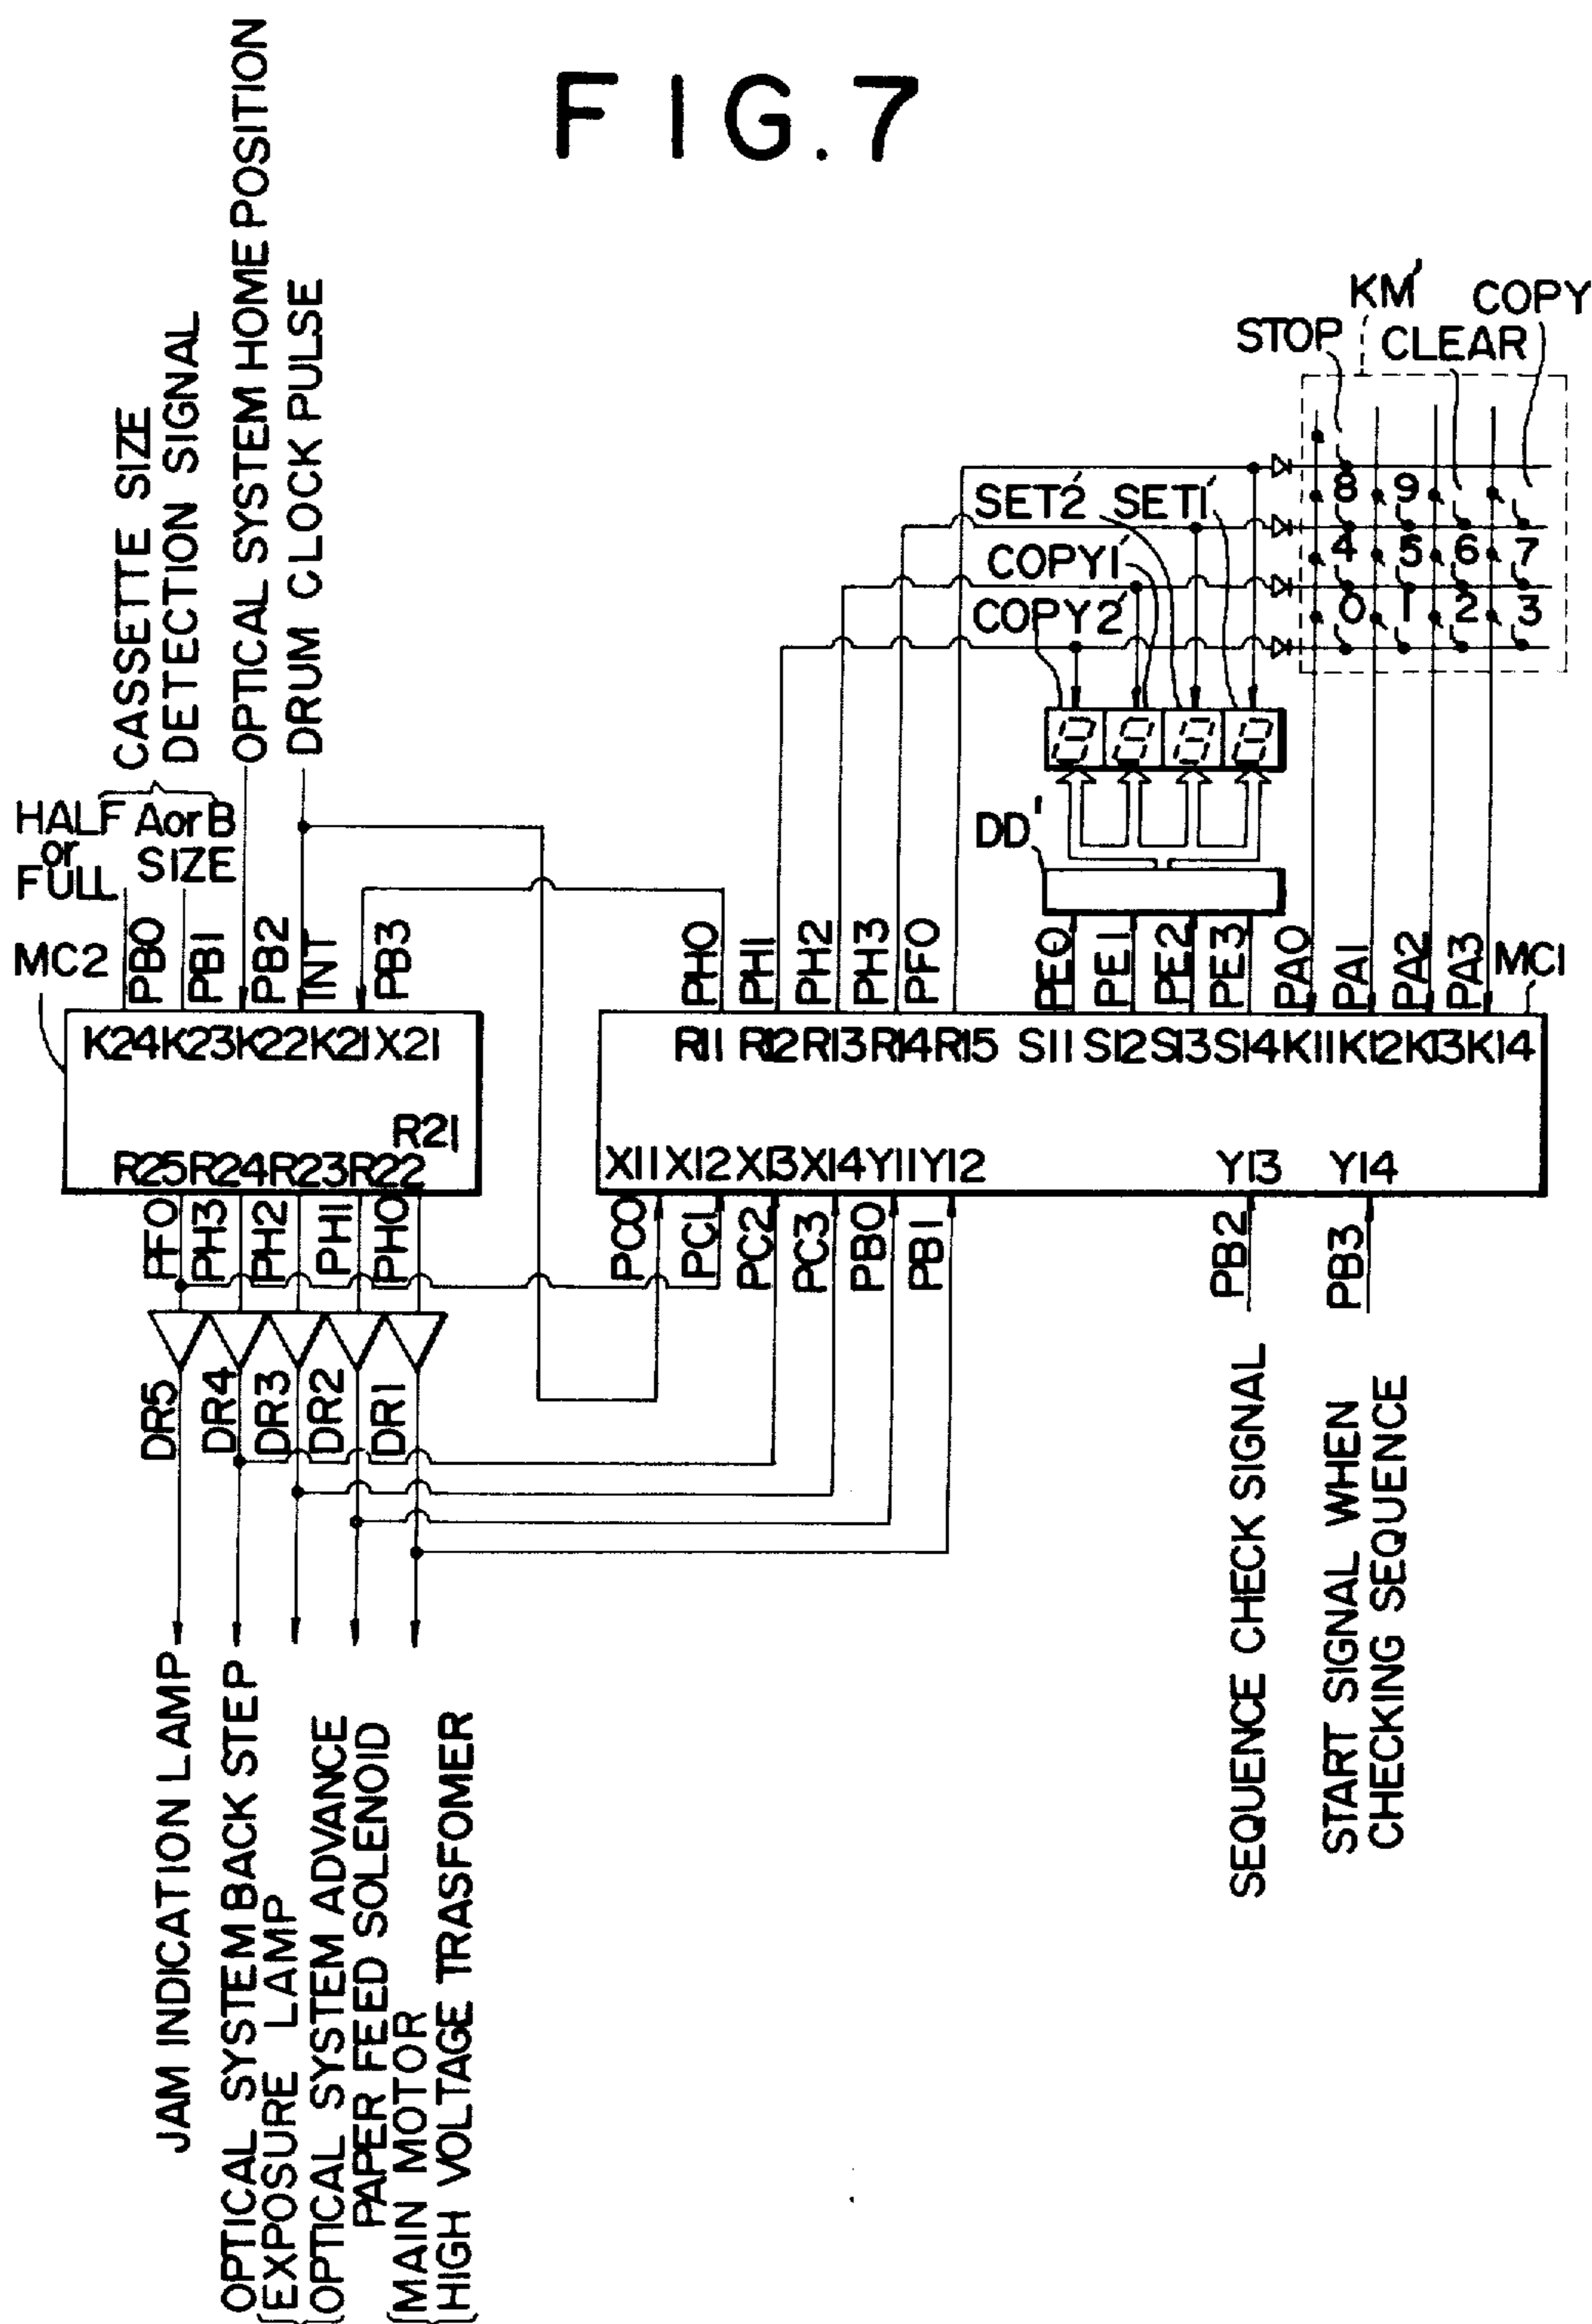 FIG.7
CASSETTE SIZE
DETECTION SIGNAL
OPTICAL SYSTEM HOME POSITION
DRUM CLOCK PULSE
HALF
or
FULL
A or B
SIZE
MC2
PB0
PB1
PB2
INT
PB3
K24 K23 K22 K21 X21
R21
R25 R24 R23 R22
PF0
PH3
PH2
PH1
PH0
DR5
DR4
DR3
DR2
DR1
JAM INDICATION LAMP
OPTICAL SYSTEM BACK STEP
EXPOSURE LAMP
OPTICAL SYSTEM ADVANCE
PAPER FEED SOLENOID
MAIN MOTOR
HIGH VOLTAGE TRASFOMER
KM'
COPY
STOP
CLEAR
8 9
4 5 6 7
0 1 2 3
SET2' SET1'
COPY1'
COPY2'
8 8 8 8
DD'
PH0
PH1
PH2
PH3
PF0
PE0
PE1
PE2
PE3
PA0
PA1
PA2
PA3
MC1
R11 R12 R13 R14 R15 S11 S12 S13 S14 K11 K12 K13 K14
X11 X12 X13 X14 Y11 Y12 Y13 Y14
PC0
PC1
PC2
PC3
PB0
PB1
PB2
PB3
SEQUENCE CHECK SIGNAL
START SIGNAL WHEN
CHECKING SEQUENCE